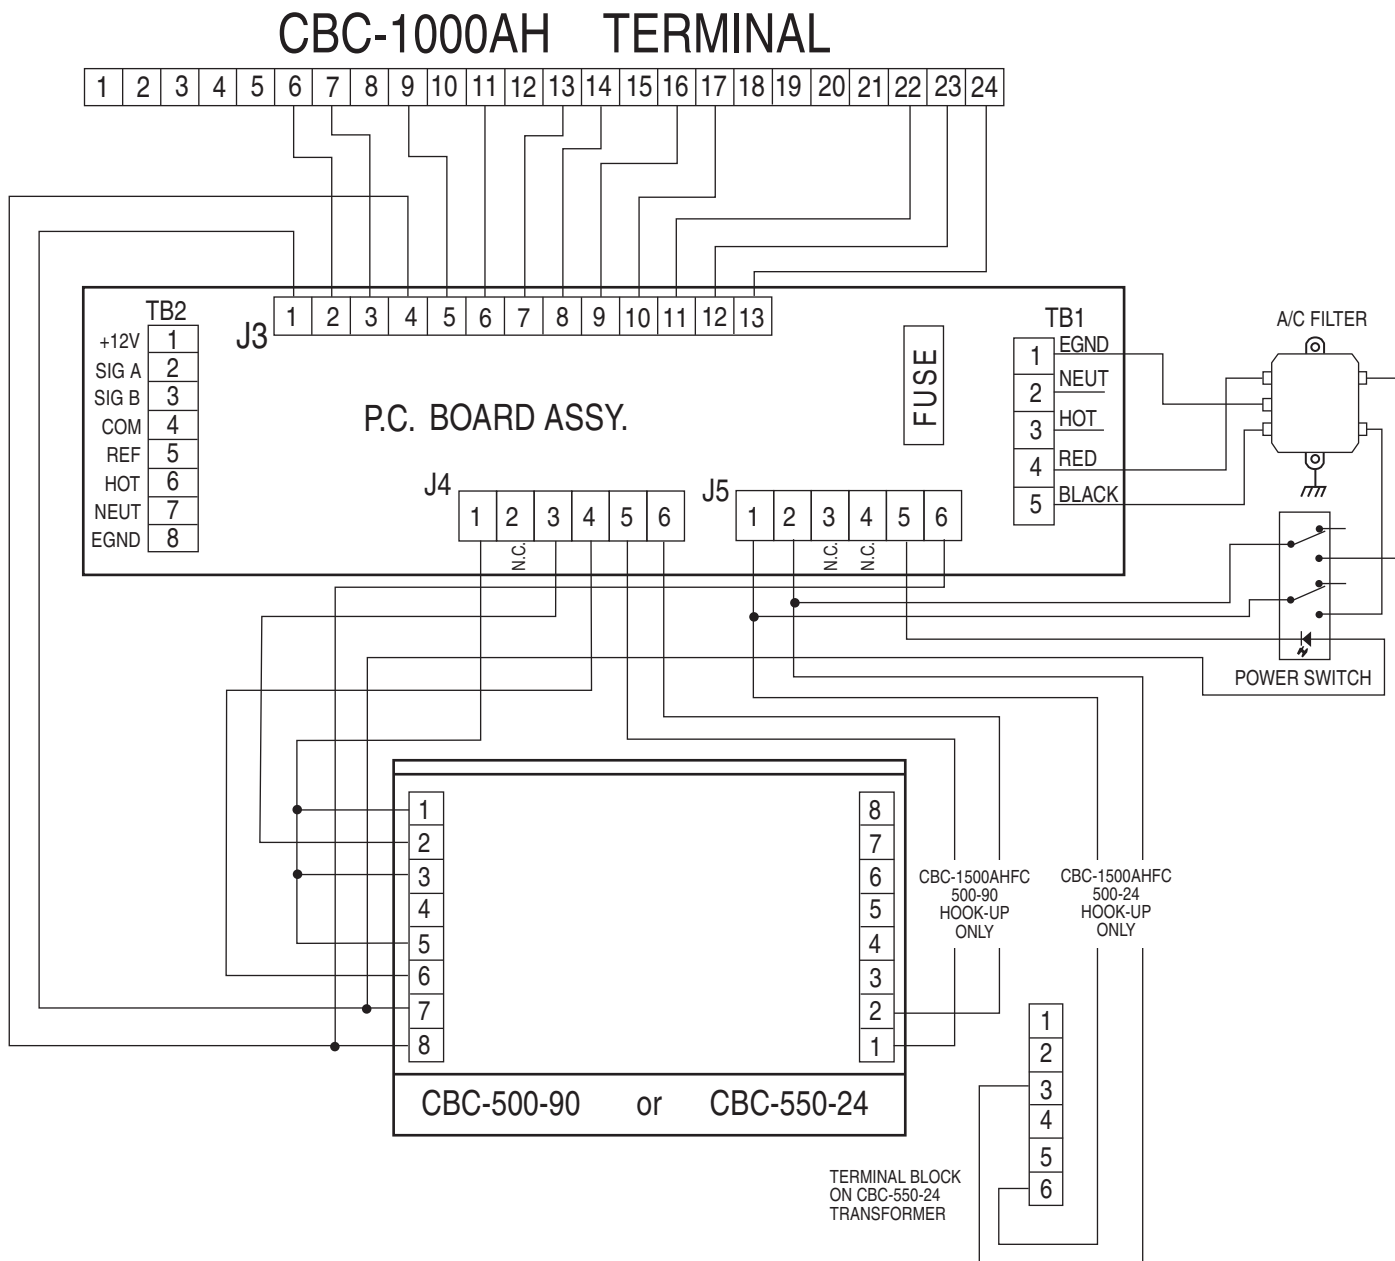 CBC-1000AH TERMINAL
1 2 3 4 5 6 7 8 9 10 11 12 13 14 15 16 17 18 19 20 21 22 23 24
TB2
+12V 1
SIG A 2
SIG B 3
COM 4
REF 5
HOT 6
NEUT 7
EGND 8
J3 1 2 3 4 5 6 7 8 9 10 11 12 13
P.C. BOARD ASSY.
FUSE
TB1
1 EGND
2 NEUT
3 HOT
4 RED
5 BLACK
A/C FILTER
J4 1 2 3 4 5 6
N.C.
J5 1 2 3 4 5 6
N.C. N.C.
POWER SWITCH
1
2
3
4
5
6
7
8
8
7
6
5
4
3
2
1
CBC-500-90 or CBC-550-24
CBC-1500AHFC
500-90
HOOK-UP
ONLY
CBC-1500AHFC
500-24
HOOK-UP
ONLY
1
2
3
4
5
6
TERMINAL BLOCK
ON CBC-550-24
TRANSFORMER